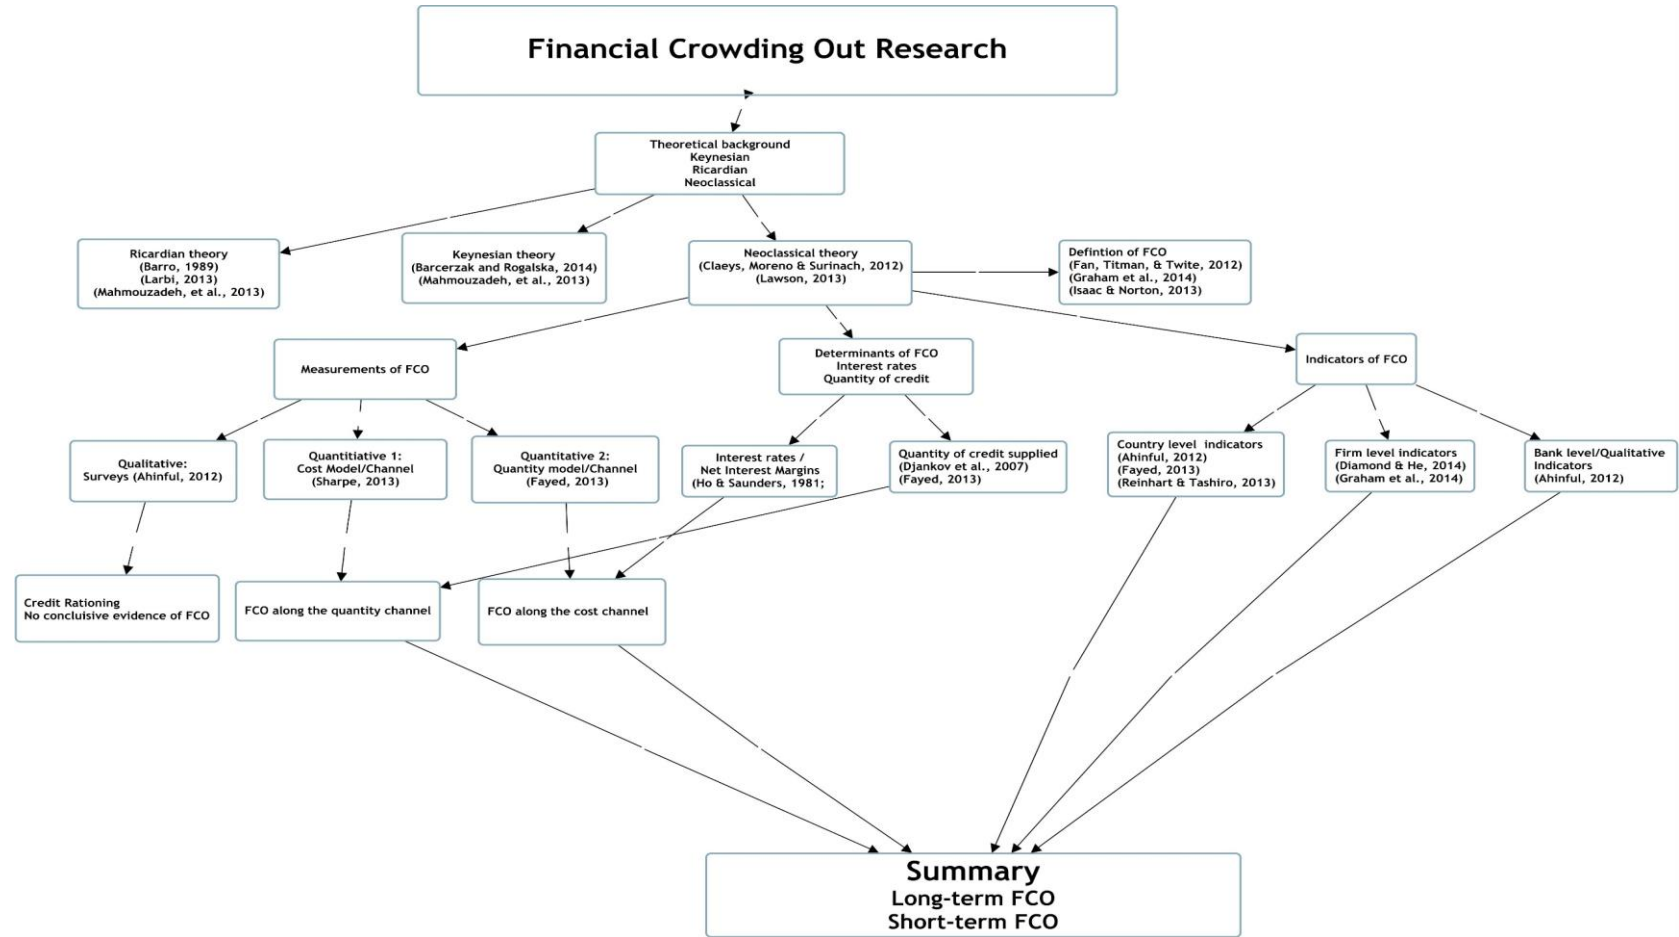 Financial Crowding Out Research
Theoretical background
Keynesian
Ricardian
Neoclassical
Ricardian theory
(Barro, 1989)
(Larbi, 2013)
(Mahmouzadeh, et al., 2013)
Keynesian theory
(Barcerzak and Rogalska, 2014)
(Mahmouzadeh, et al., 2013)
Neoclassical theory
(Claeys, Moreno & Surinach, 2012)
(Lawson, 2013)
Defintion of FCO
(Fan, Titman, & Twite, 2012)
(Graham et al., 2014)
(Isaac & Norton, 2013)
Measurements of FCO
Determinants of FCO
Interest rates
Quantity of credit
Indicators of FCO
Qualitative:
Surveys (Ahinful, 2012)
Quantitiative 1:
Cost Model/Channel
(Sharpe, 2013)
Quantitative 2:
Quantity model/Channel
(Fayed, 2013)
Interest rates /
Net Interest Margins
(Ho & Saunders, 1981;
Quantity of credit supplied
(Djankov et al., 2007)
(Fayed, 2013)
Country level indicators
(Ahinful, 2012)
(Fayed, 2013)
(Reinhart & Tashiro, 2013)
Firm level indicators
(Diamond & He, 2014)
(Graham et al., 2014)
Bank level/Qualitative
Indicators
(Ahinful, 2012)
Credit Rationing
No concluisive evidence of FCO
FCO along the quantity channel
FCO along the cost channel
Summary
Long-term FCO
Short-term FCO